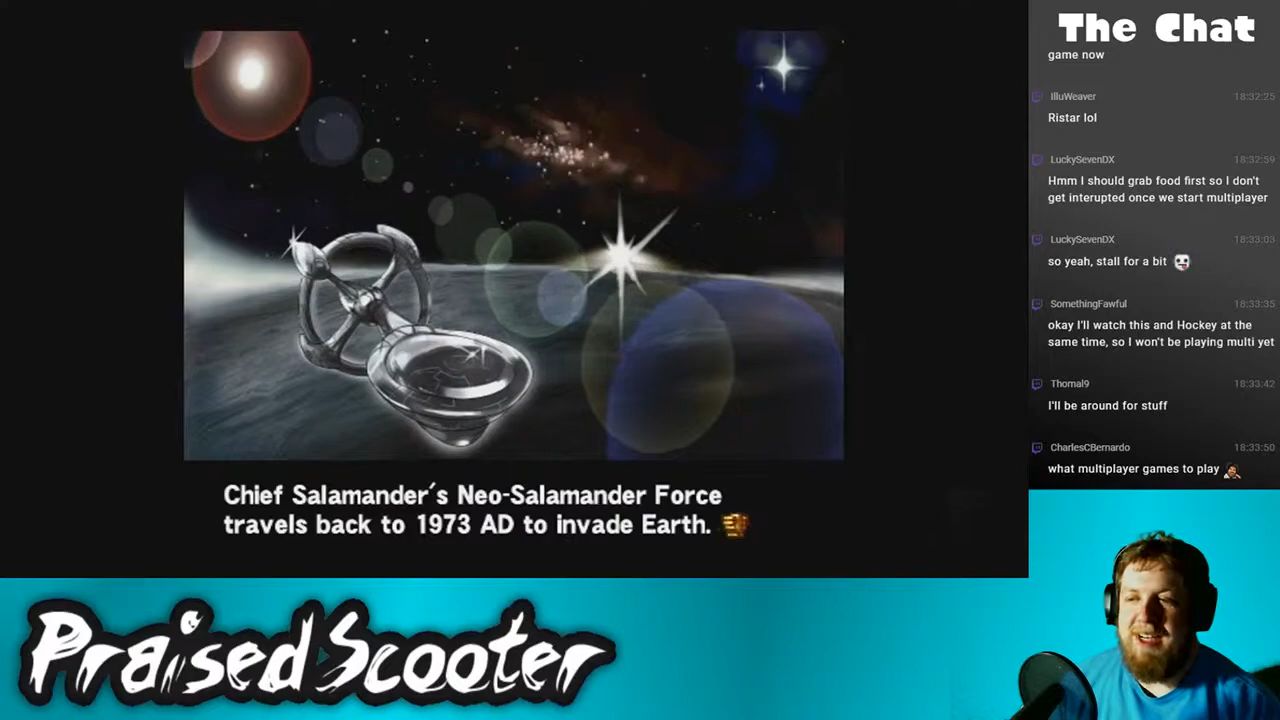 The Chat
game now
IlluWeaver 18:32:25
Ristar lol
LuckySevenDX 18:32:59
Hmm I should grab food first so I don't
get interupted once we start multiplayer
LuckySevenDX 18:33:03
so yeah, stall for a bit
SomethingFawful 18:33:35
okay I'll watch this and Hockey at the
same time, so I won't be playing multi yet
Thomal9 18:33:42
I'll be around for stuff
CharlesCBernardo 18:33:50
what multiplayer games to play
Chief Salamander's Neo-Salamander Force
travels back to 1973 AD to invade Earth.
PraisedScooter